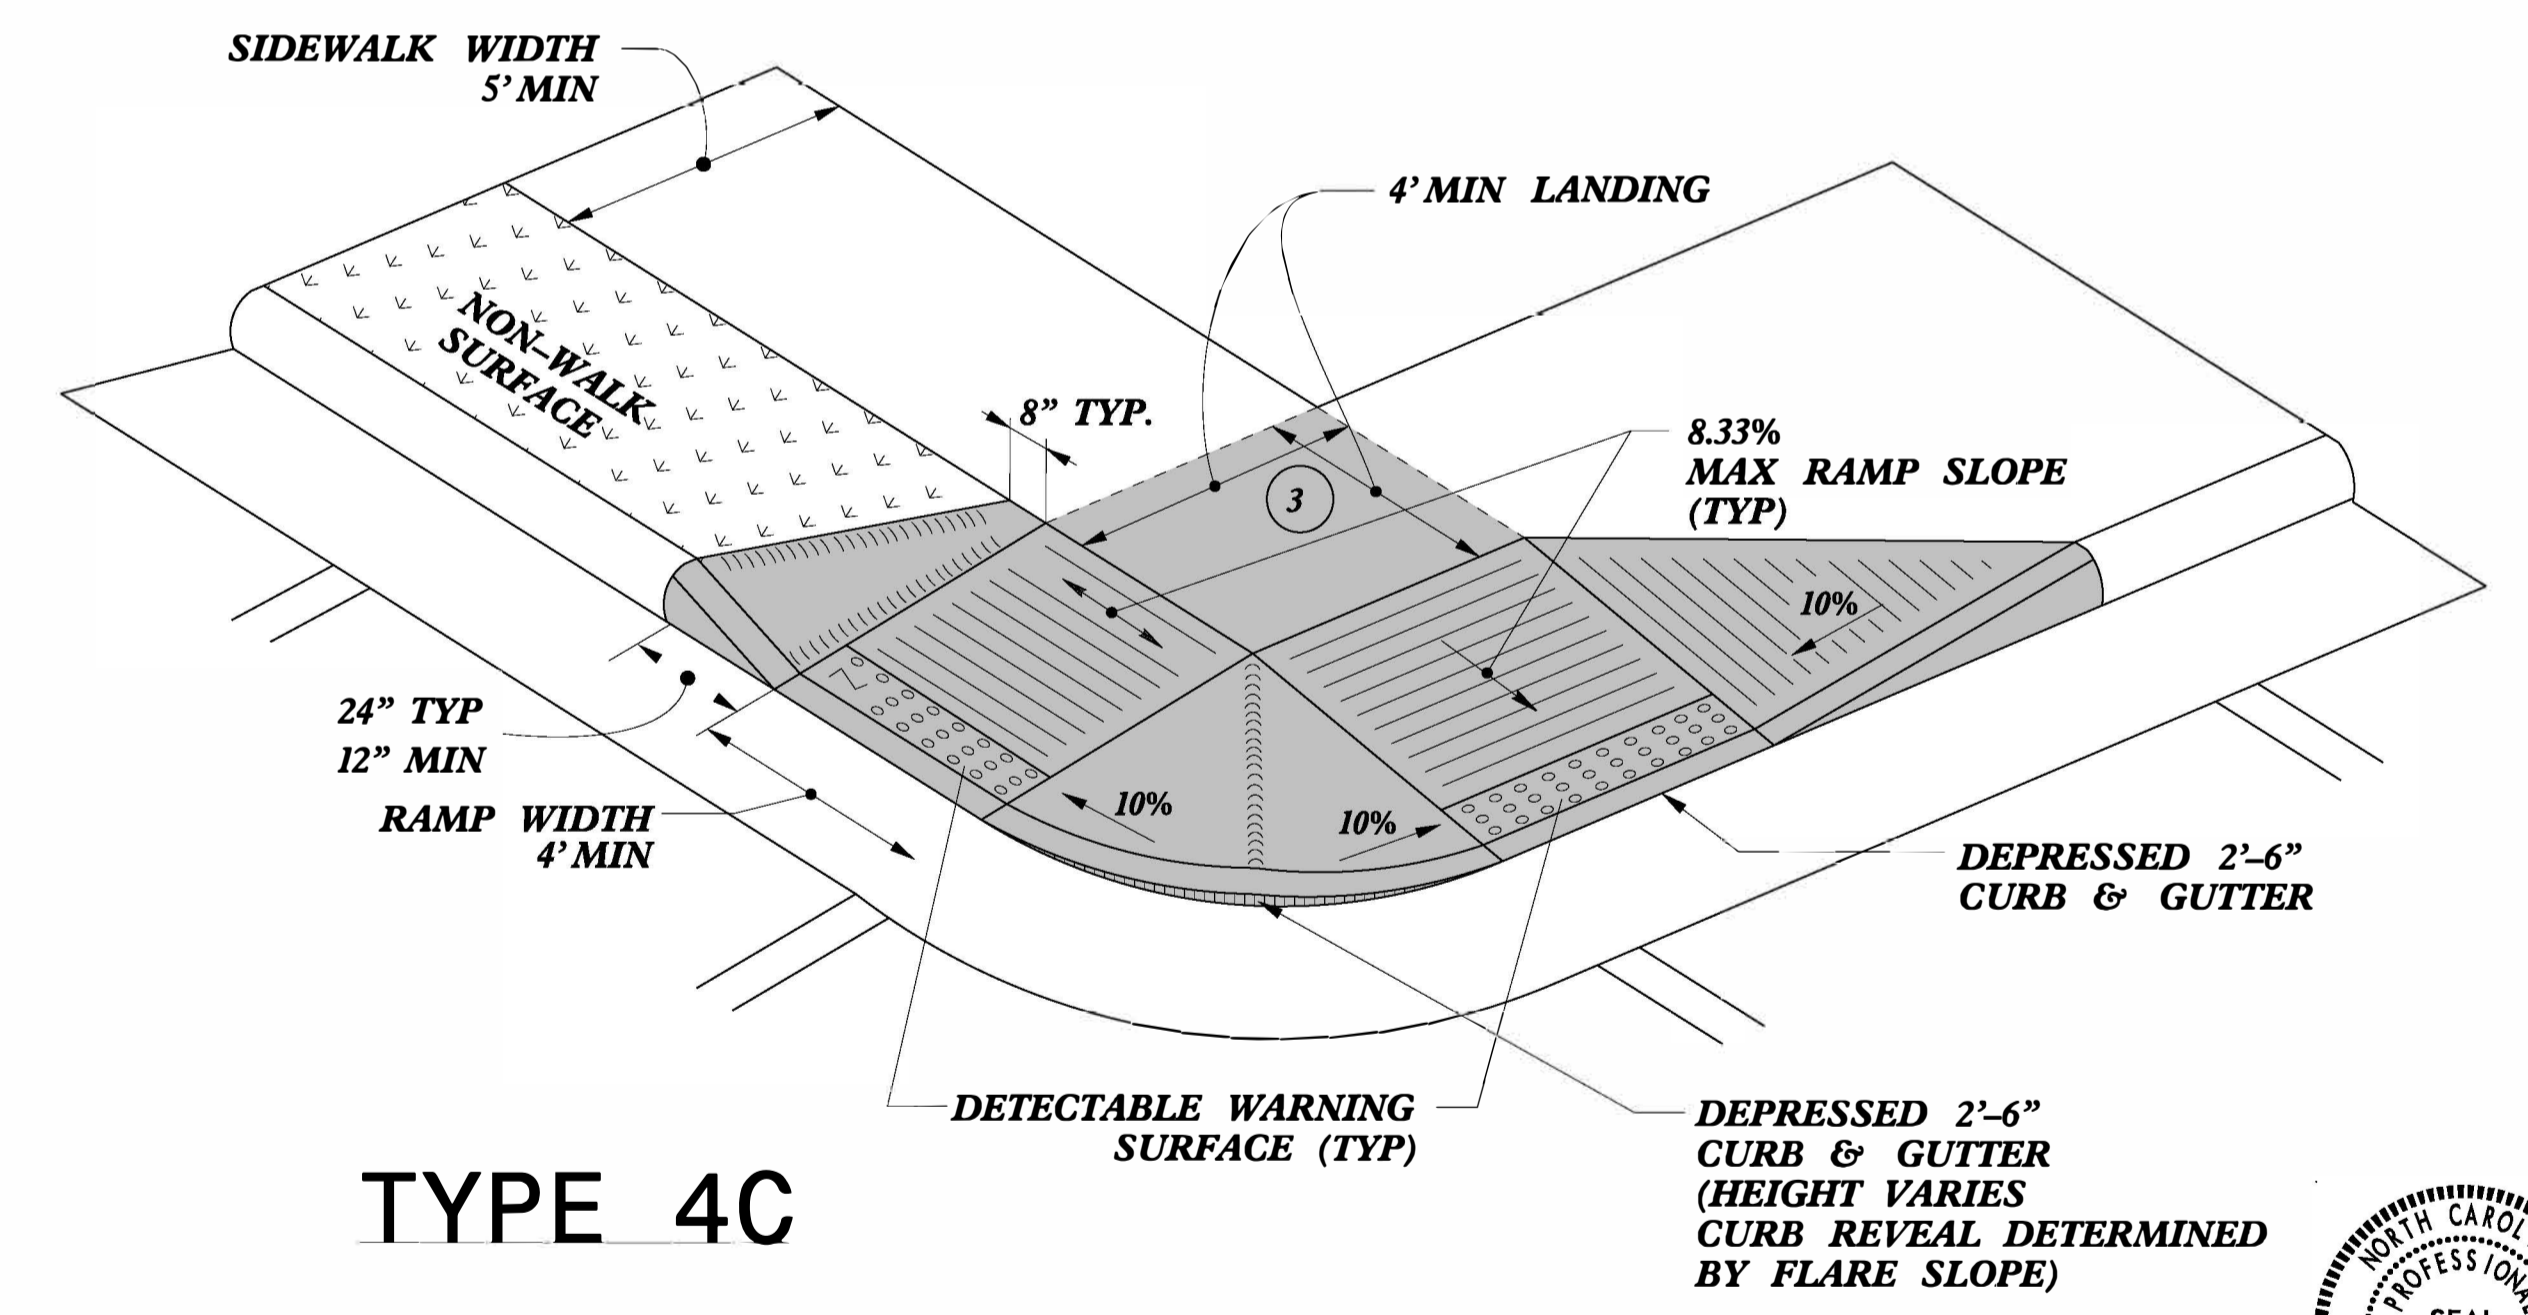 SIDEWALK WIDTH
5' MIN
4' MIN LANDING
NON–WALK
SURFACE
8" TYP.
8.33%
MAX RAMP SLOPE
(TYP)
3
10%
24" TYP
12" MIN
RAMP WIDTH
4' MIN
10%
10%
DEPRESSED 2'–6"
CURB & GUTTER
DETECTABLE WARNING
SURFACE (TYP)
DEPRESSED 2'–6"
CURB & GUTTER
(HEIGHT VARIES
CURB REVEAL DETERMINED
BY FLARE SLOPE)
TYPE 4C
NORTH CAROL
PROFESSIONA